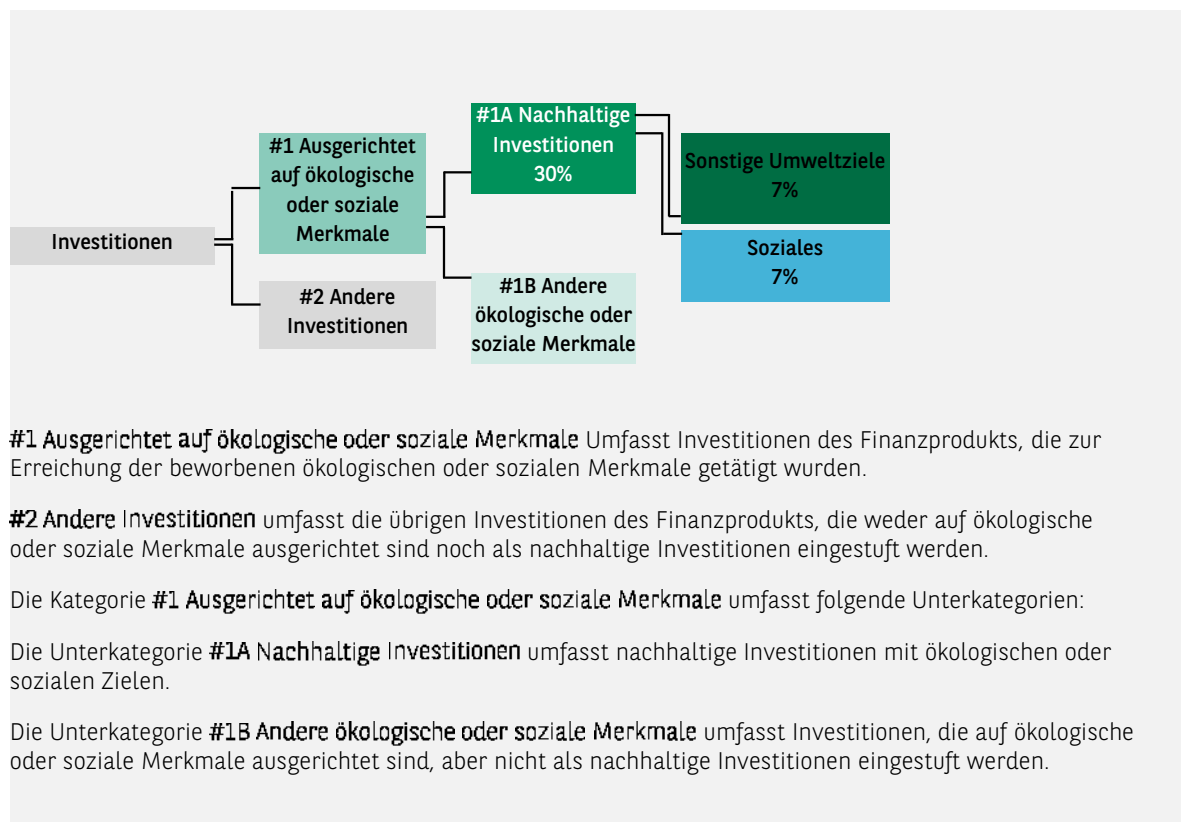 #1A Nachhaltige
Investitionen
30%
#1 Ausgerichtet
auf ökologische
oder soziale
Merkmale
Sonstige Umweltziele
7%
Investitionen
Soziales
7%
#2 Andere
Investitionen
#1B Andere
ökologische oder
soziale Merkmale
#1 Ausgerichtet auf ökologische oder soziale Merkmale Umfasst Investitionen des Finanzprodukts, die zur
Erreichung der beworbenen ökologischen oder sozialen Merkmale getätigt wurden.
#2 Andere Investitionen umfasst die übrigen Investitionen des Finanzprodukts, die weder auf ökologische
oder soziale Merkmale ausgerichtet sind noch als nachhaltige Investitionen eingestuft werden.
Die Kategorie #1 Ausgerichtet auf ökologische oder soziale Merkmale umfasst folgende Unterkategorien:
Die Unterkategorie #1A Nachhaltige Investitionen umfasst nachhaltige Investitionen mit ökologischen oder
sozialen Zielen.
Die Unterkategorie #1B Andere ökologische oder soziale Merkmale umfasst Investitionen, die auf ökologische
oder soziale Merkmale ausgerichtet sind, aber nicht als nachhaltige Investitionen eingestuft werden.